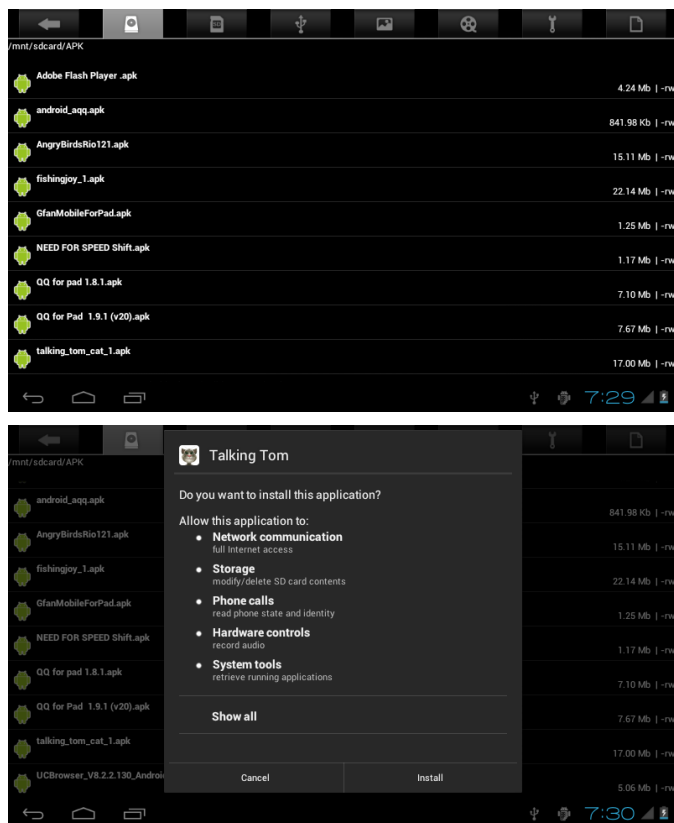 /mnt/sdcard/APK
Adobe Flash Player .apk
4.24 Mb | -rw
android_aqq.apk
841.98 Kb | -rw
AngryBirdsRio121.apk
15.11 Mb | -rw
fishingjoy_1.apk
22.14 Mb | -rw
GfanMobileForPad.apk
1.25 Mb | -rw
NEED FOR SPEED Shift.apk
1.17 Mb | -rw
QQ for pad 1.8.1.apk
7.10 Mb | -rw
QQ for Pad 1.9.1 (v20).apk
7.67 Mb | -rw
talking_tom_cat_1.apk
17.00 Mb | -rw
7:29
/mnt/sdcard/APK
android_aqq.apk
841.98 Kb | -rw
AngryBirdsRio121.apk
15.11 Mb | -rw
fishingjoy_1.apk
22.14 Mb | -rw
GfanMobileForPad.apk
1.25 Mb | -rw
NEED FOR SPEED Shift.apk
1.17 Mb | -rw
QQ for pad 1.8.1.apk
7.10 Mb | -rw
QQ for Pad 1.9.1 (v20).apk
7.67 Mb | -rw
talking_tom_cat_1.apk
17.00 Mb | -rw
UCBrowser_V8.2.2.130_Androi
5.06 Mb | -rw
Talking Tom
Do you want to install this application?
Allow this application to:
• Network communication
full Internet access
• Storage
modify/delete SD card contents
• Phone calls
read phone state and identity
• Hardware controls
record audio
• System tools
retrieve running applications
Show all
Cancel Install
7:30